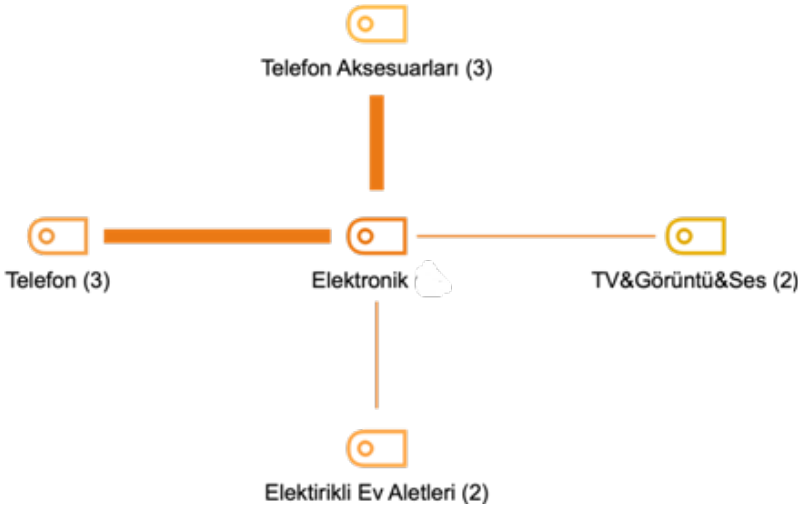 Telefon Aksesuarları (3)
Telefon (3)
Elektronik
TV&Görüntü&Ses (2)
Elektirikli Ev Aletleri (2)